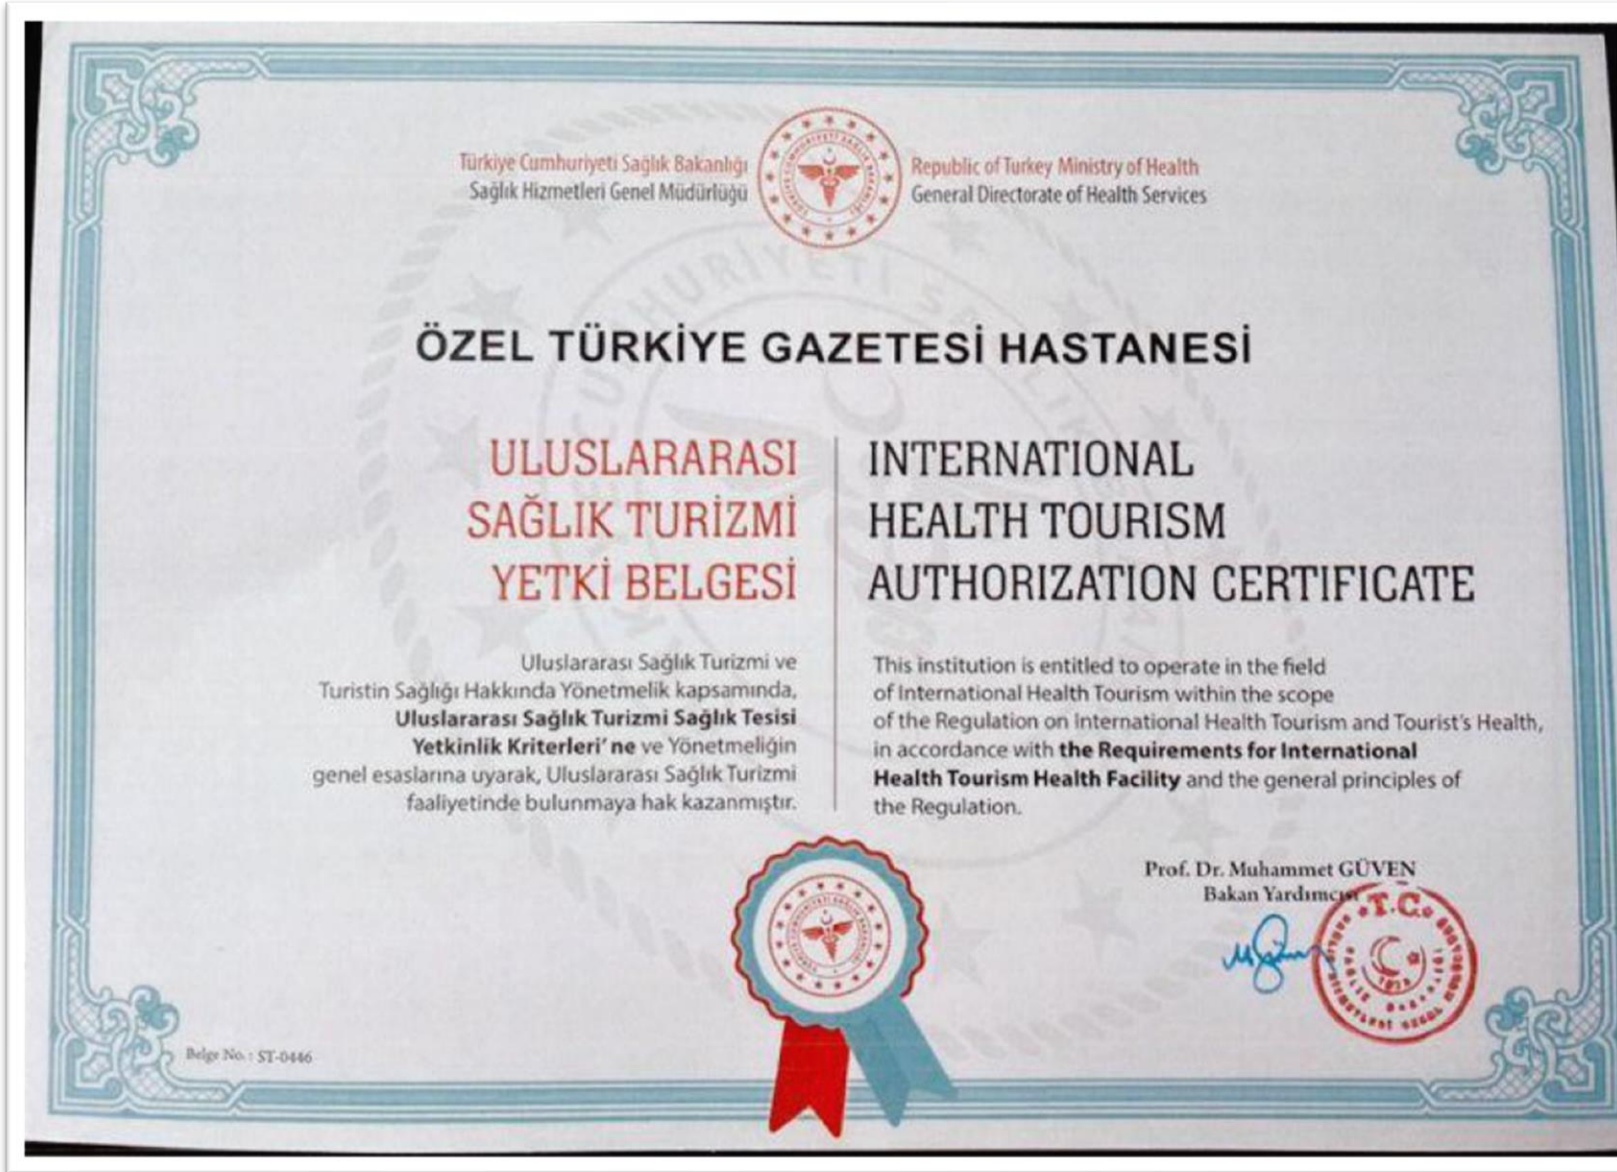 Türkiye Cumhuriyeti Sağlık Bakanlığı
Sağlık Hizmetleri Genel Müdürlüğü
Republic of Turkey Ministry of Health
General Directorate of Health Services
ÖZEL TÜRKİYE GAZETESİ HASTANESİ
ULUSLARARASI
SAĞLIK TURİZMİ
YETKİ BELGESİ
Uluslararası Sağlık Turizmi ve
Turistin Sağlığı Hakkında Yönetmelik kapsamında,
Uluslararası Sağlık Turizmi Sağlık Tesisi
Yetkinlik Kriterleri' ne ve Yönetmeliğin
genel esaslarına uyarak, Uluslararası Sağlık Turizmi
faaliyetinde bulunmaya hak kazanmıştır.
INTERNATIONAL
HEALTH TOURISM
AUTHORIZATION CERTIFICATE
This institution is entitled to operate in the field
of International Health Tourism within the scope
of the Regulation on International Health Tourism and Tourist's Health,
in accordance with the Requirements for International
Health Tourism Health Facility and the general principles of
the Regulation.
Prof. Dr. Muhammet GÜVEN
Bakan Yardımcısı
T.C.
Belge No. : ST-0446